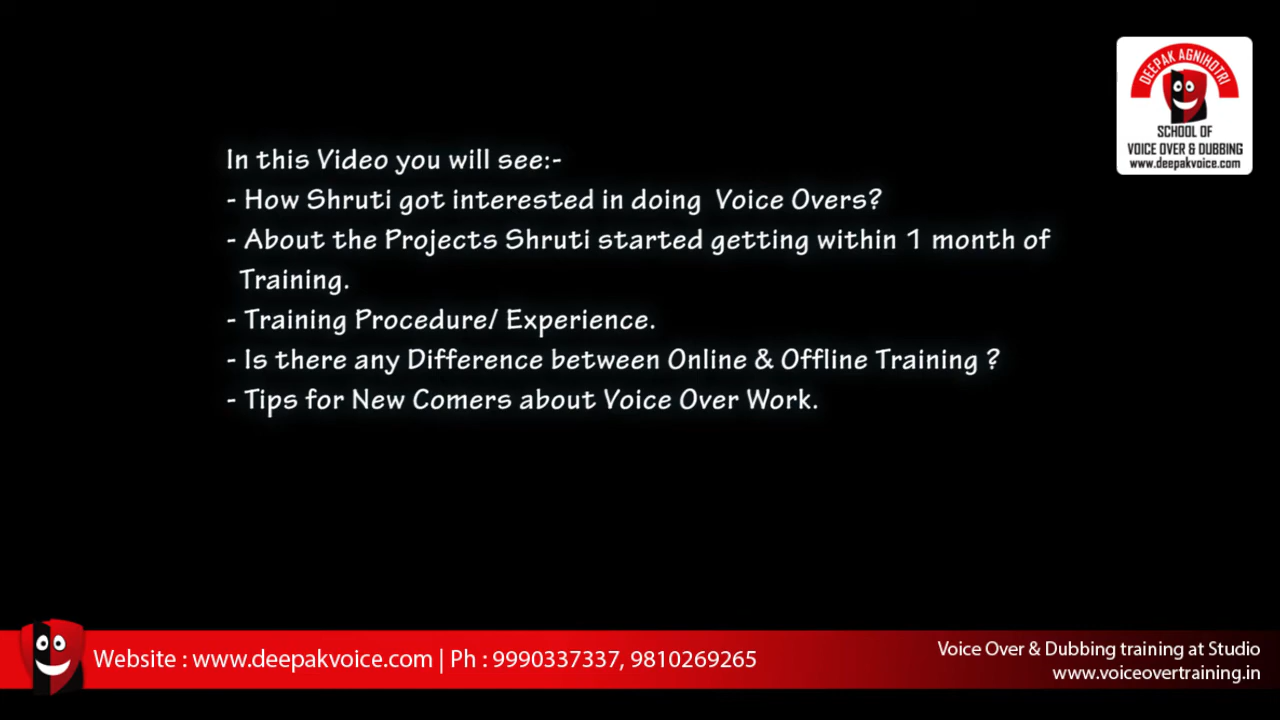 DEEPAK AGNIHOTRI
SCHOOL OF
VOICE OVER & DUBBING
www.deepakvoice.com
In this Video you will see:-
- How Shruti got interested in doing Voice Overs?
- About the Projects Shruti started getting within 1 month of
Training.
- Training Procedure/ Experience.
- Is there any Difference between Online & Offline Training ?
- Tips for New Comers about Voice Over Work.
Website : www.deepakvoice.com | Ph : 9990337337, 9810269265
Voice Over & Dubbing training at Studio
www.voiceovertraining.in